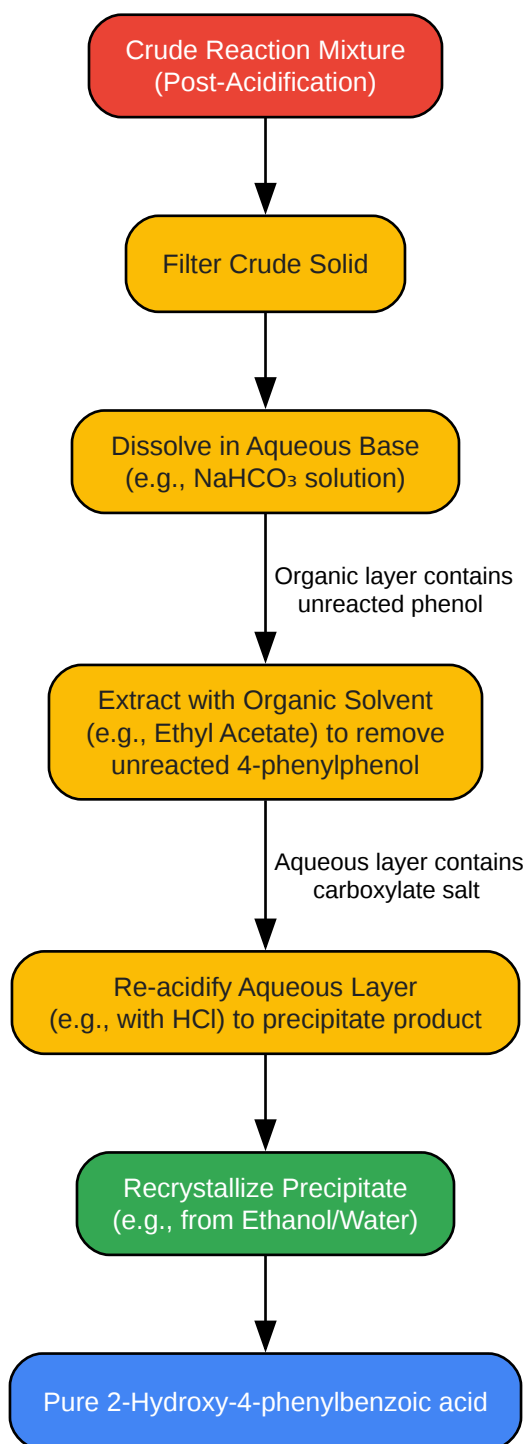 Crude Reaction Mixture
(Post-Acidification)
Filter Crude Solid
Dissolve in Aqueous Base
(e.g., NaHCO₃ solution)
Organic layer contains
unreacted phenol
Extract with Organic Solvent
(e.g., Ethyl Acetate) to remove
unreacted 4-phenylphenol
Aqueous layer contains
carboxylate salt
Re-acidify Aqueous Layer
(e.g., with HCl) to precipitate product
Recrystallize Precipitate
(e.g., from Ethanol/Water)
Pure 2-Hydroxy-4-phenylbenzoic acid